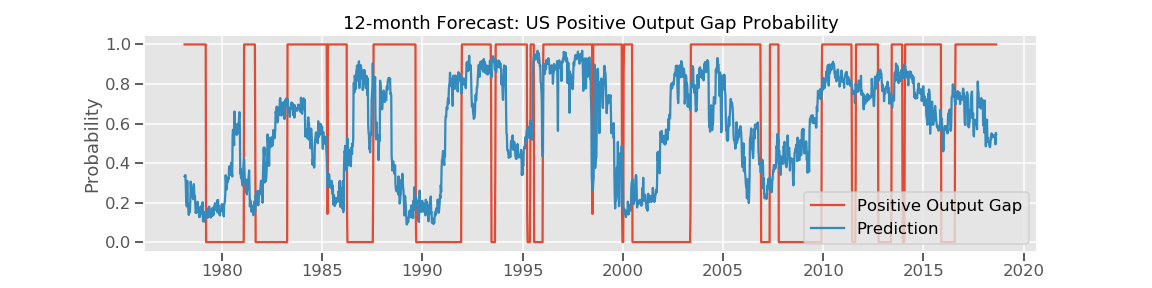 12-month Forecast: US Positive Output Gap Probability
Probability
1.0
0.8
0.6
0.4
0.2
0.0
1980 1985 1990 1995 2000 2005 2010 2015 2020
Positive Output Gap
Prediction